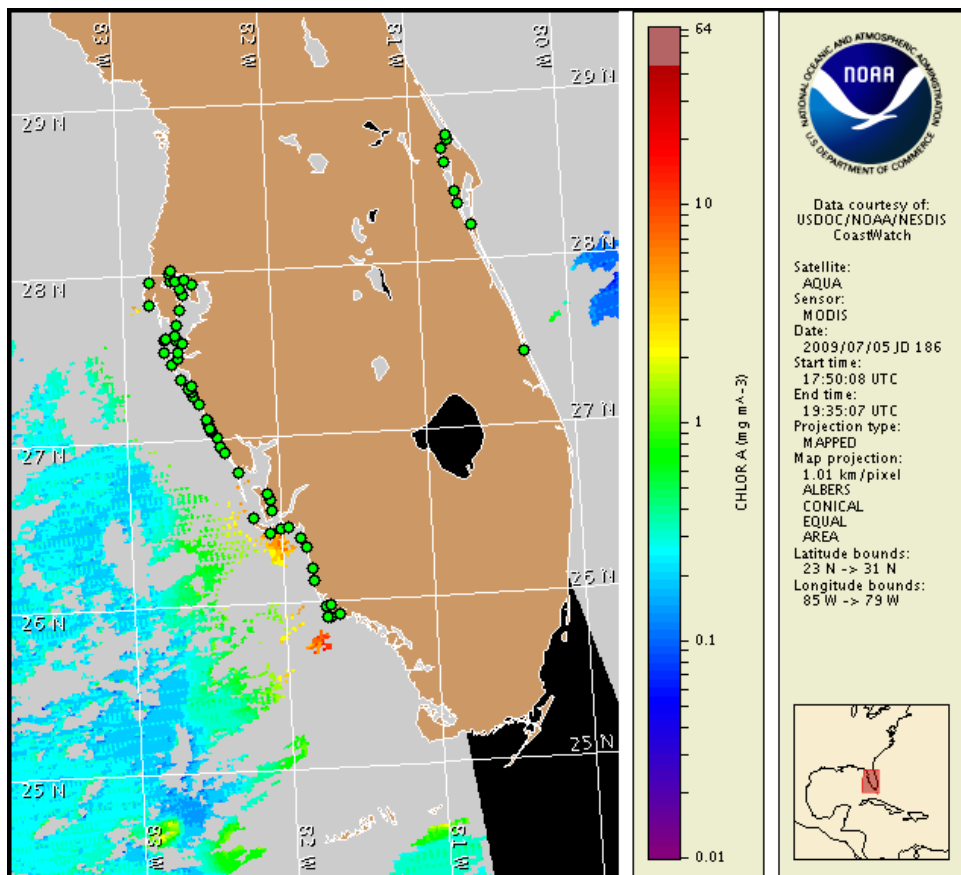 83 W
82 W
81 W
80 W
29 N
29 N
28 N
28 N
27 N
27 N
26 N
26 N
25 N
25 N
83 W
82 W
81 W
64
10
1
0.1
0.01
CHLOR A (mg m^-3)
NATIONAL OCEANIC AND ATMOSPHERIC ADMINISTRATION
NOAA
U.S. DEPARTMENT OF COMMERCE
Data courtesy of:
USDOC/NOAA/NESDIS
CoastWatch
Satellite:
AQUA
Sensor:
MODIS
Date:
2009/07/05 JD 186
Start time:
17:50:08 UTC
End time:
19:35:07 UTC
Projection type:
MAPPED
Map projection:
1.01 km/pixel
ALBERS
CONICAL
EQUAL
AREA
Latitude bounds:
23 N -> 31 N
Longitude bounds:
85 W -> 79 W